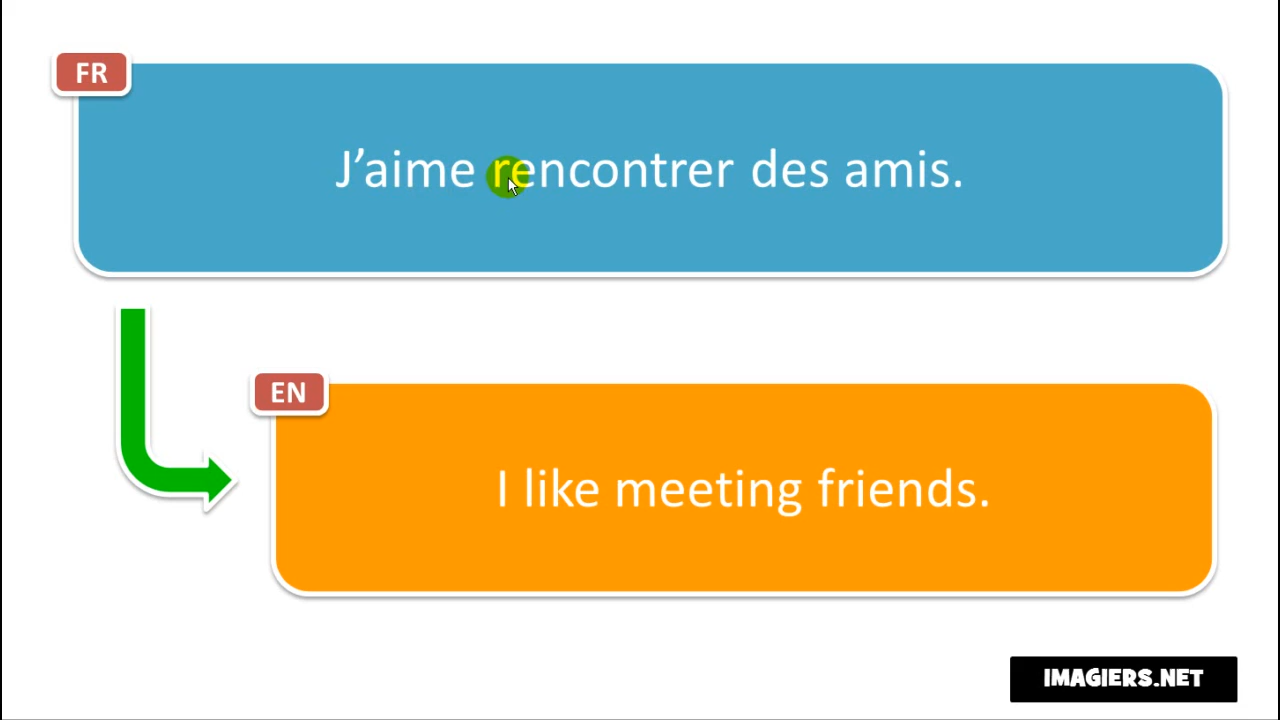 FR
J’aime rencontrer des amis.
EN
I like meeting friends.
IMAGIERS.NET